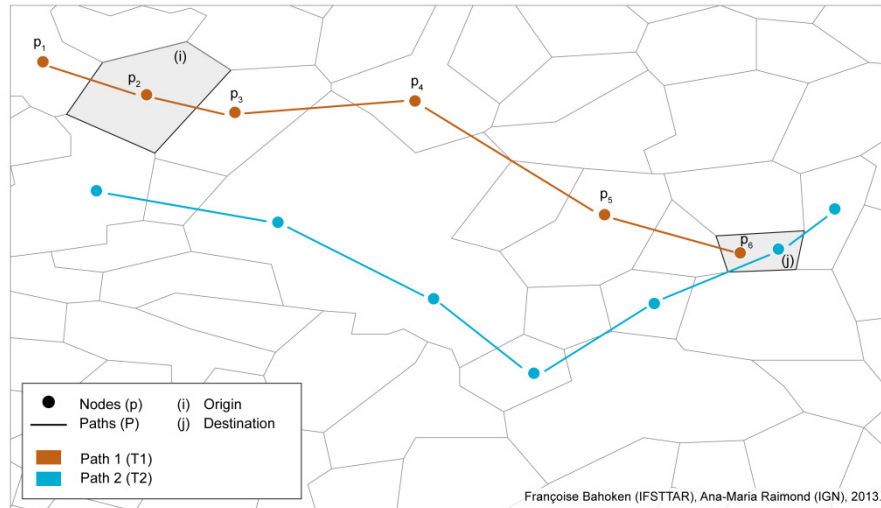 p1
(i)
p2
p3
p4
p5
p6
(j)
Nodes (p)
(i) Origin
Paths (P)
(j) Destination
Path 1 (T1)
Path 2 (T2)
Françoise Bahoken (IFSTTAR), Ana-Maria Raimond (IGN), 2013.